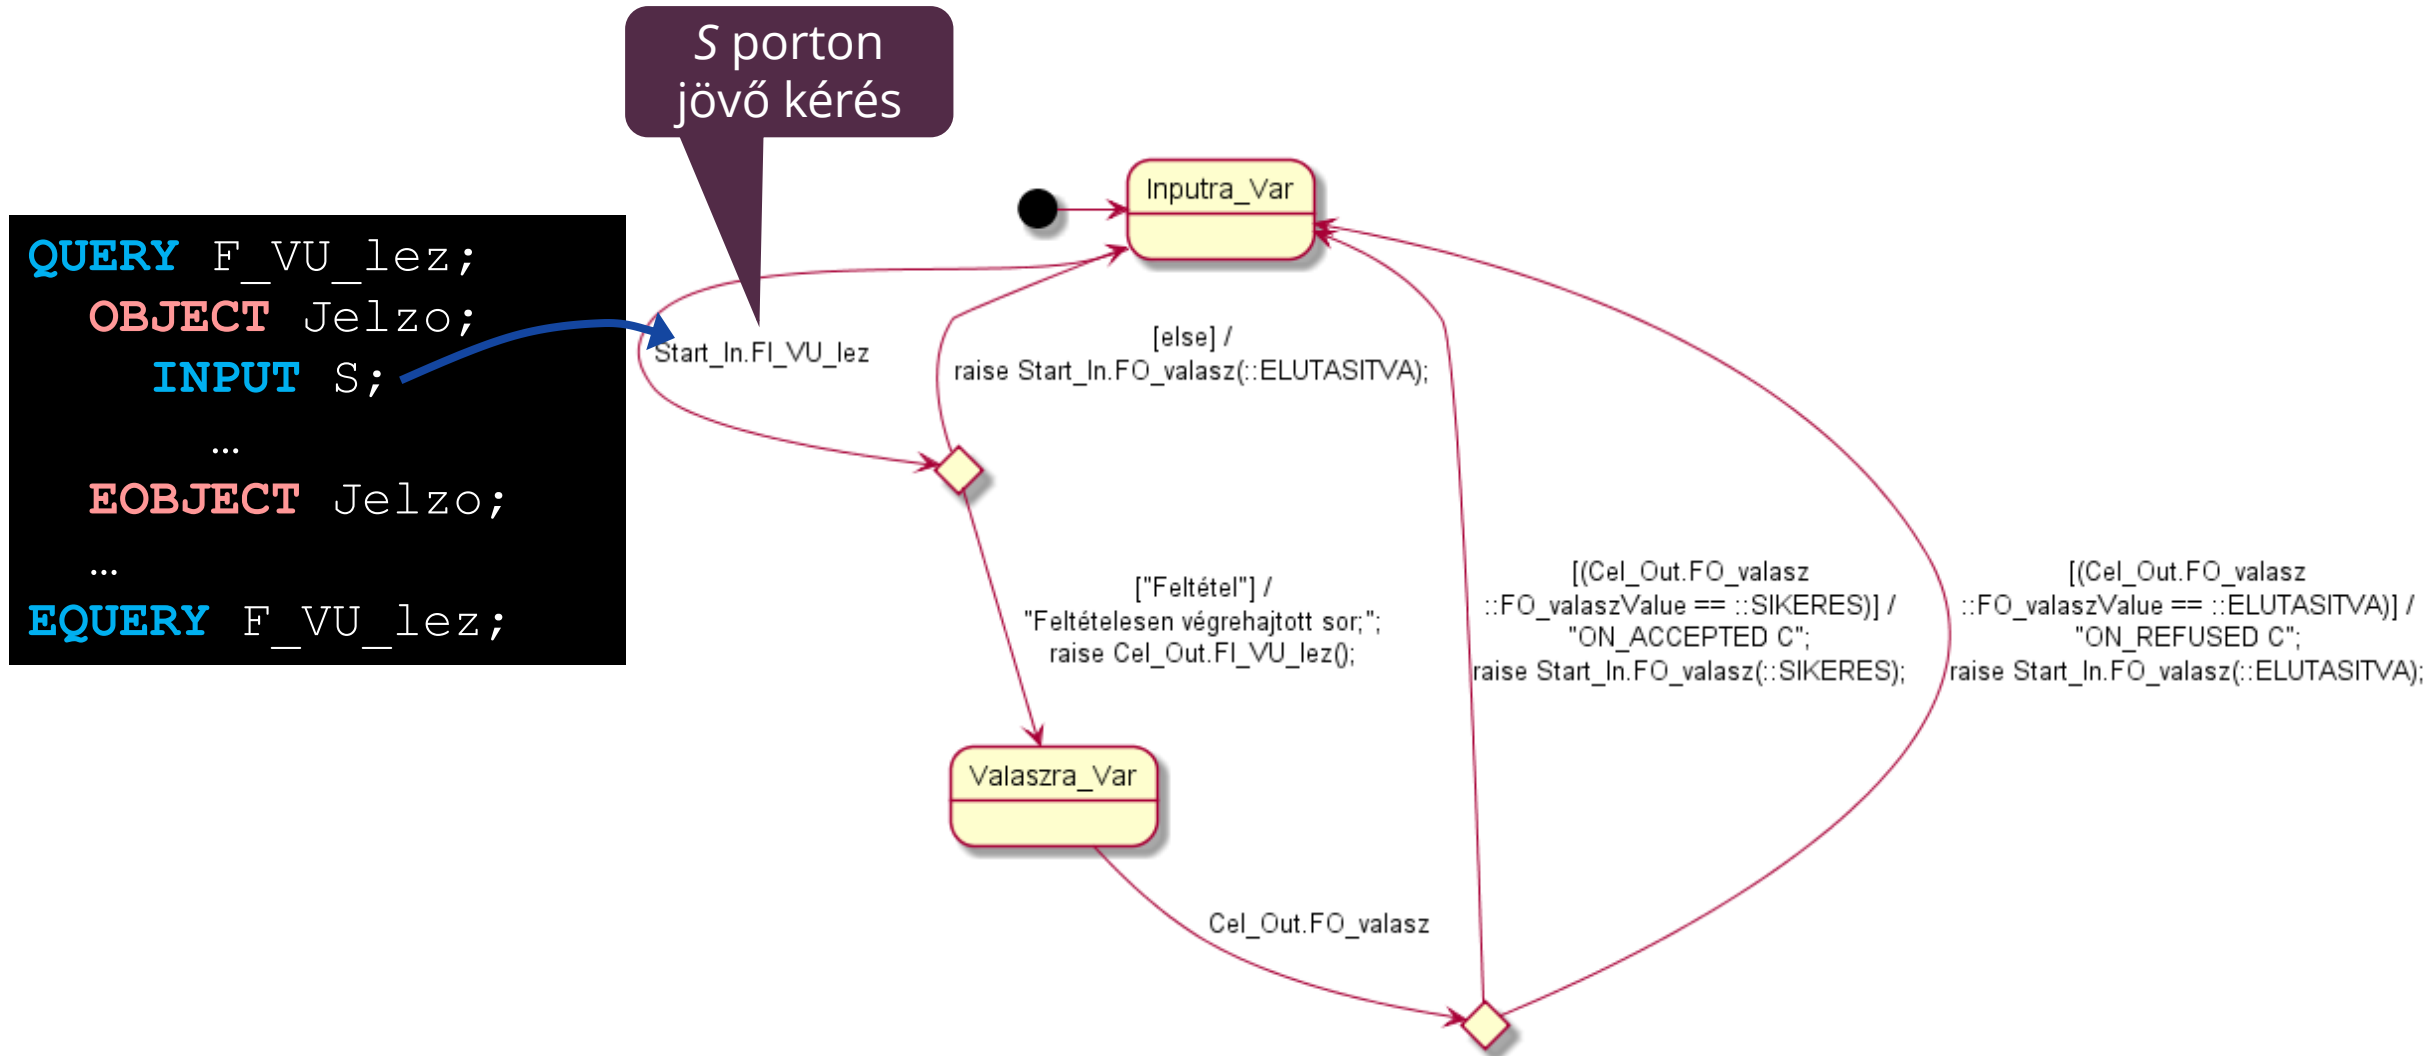 S porton
jövő kérés
QUERY F_VU_lez;
OBJECT Jelzo;
INPUT S;
…
EOBJECT Jelzo;
…
EQUERY F_VU_lez;
Inputra_Var
Start_In.FI_VU_lez
[else] /
raise Start_In.FO_valasz(::ELUTASITVA);
["Feltétel"] /
"Feltételesen végrehajtott sor;";
raise Cel_Out.FI_VU_lez();
[(Cel_Out.FO_valasz
::FO_valaszValue == ::SIKERES)] /
"ON_ACCEPTED C";
raise Start_In.FO_valasz(::SIKERES);
[(Cel_Out.FO_valasz
::FO_valaszValue == ::ELUTASITVA)] /
"ON_REFUSED C";
raise Start_In.FO_valasz(::ELUTASITVA);
Valaszra_Var
Cel_Out.FO_valasz